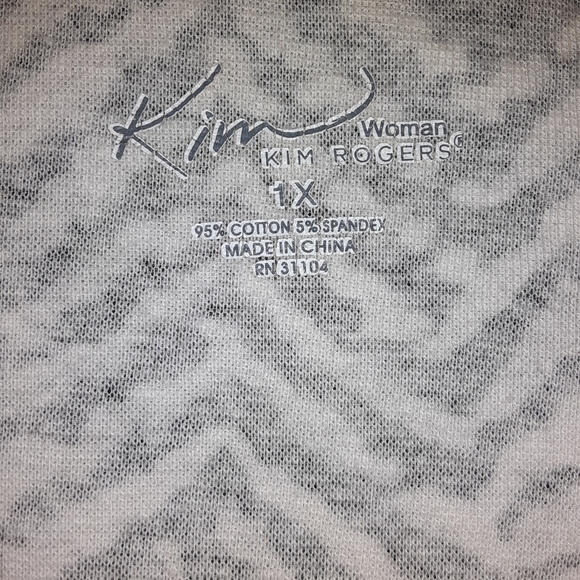 Kim Woman
KIM ROGERS®
1X
95% COTTON 5% SPANDEX
MADE IN CHINA
RN 31104